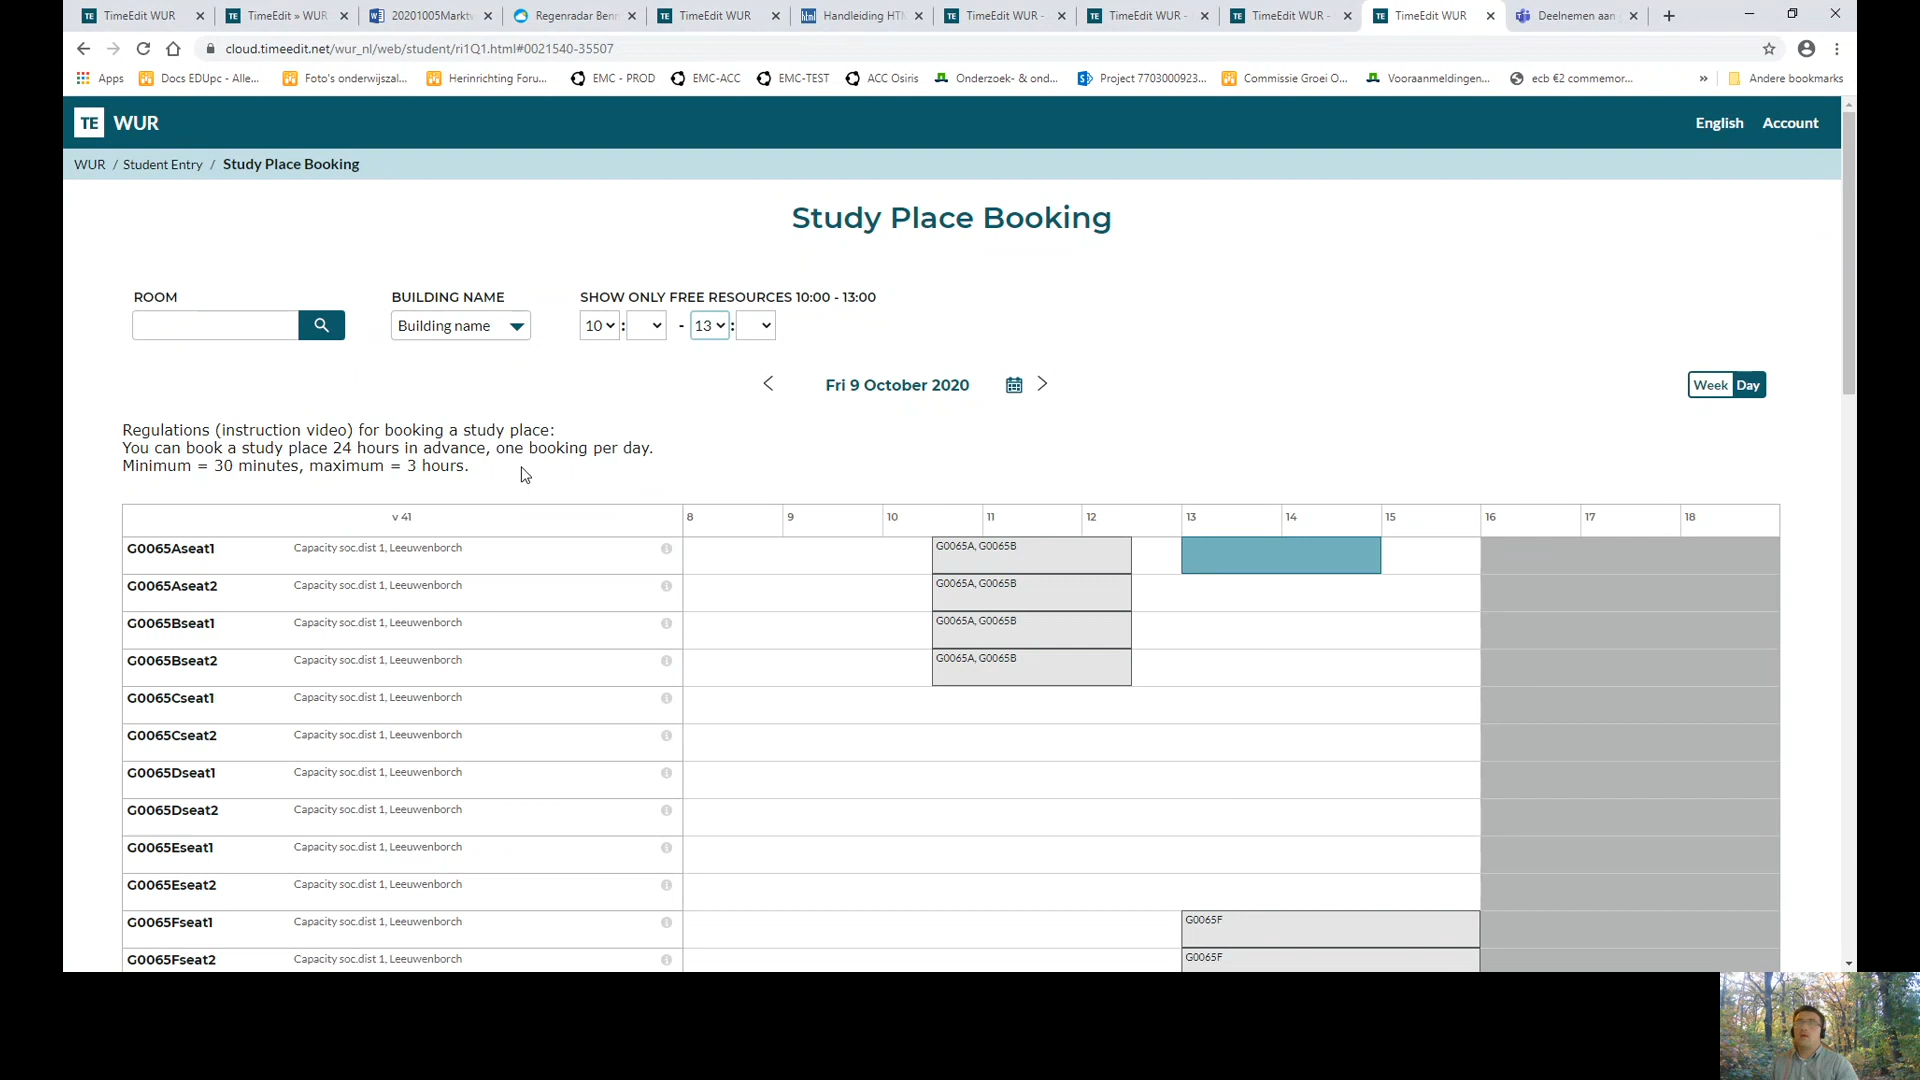 TimeEdit WUR
TimeEdit » WUR
20201005Marktv
Regenradar Benn
TimeEdit WUR
Handleiding HTM
TimeEdit WUR -
TimeEdit WUR -
TimeEdit WUR -
TimeEdit WUR
Deelnemen aan
cloud.timeedit.net/wur_nl/web/student/ri1Q1.html#0021540-35507
Apps
Docs EDUpc - Alle...
Foto's onderwijszal...
Herinrichting Foru...
EMC - PROD
EMC-ACC
EMC-TEST
ACC Osiris
Onderzoek- & ond...
Project 7703000923...
Commissie Groei O...
Vooraanmeldingen...
ecb €2 commemor...
»
Andere bookmarks
TE WUR
English Account
WUR / Student Entry / Study Place Booking
Study Place Booking
ROOM
BUILDING NAME
SHOW ONLY FREE RESOURCES 10:00 - 13:00
Building name
10 : - 13 :
Fri 9 October 2020
Week Day
Regulations (instruction video) for booking a study place:
You can book a study place 24 hours in advance, one booking per day.
Minimum = 30 minutes, maximum = 3 hours.
v 41 8 9 10 11 12 13 14 15 16 17 18
G0065Aseat1 Capacity soc.dist 1, Leeuwenborch G0065A, G0065B
G0065Aseat2 Capacity soc.dist 1, Leeuwenborch G0065A, G0065B
G0065Bseat1 Capacity soc.dist 1, Leeuwenborch G0065A, G0065B
G0065Bseat2 Capacity soc.dist 1, Leeuwenborch G0065A, G0065B
G0065Cseat1 Capacity soc.dist 1, Leeuwenborch
G0065Cseat2 Capacity soc.dist 1, Leeuwenborch
G0065Dseat1 Capacity soc.dist 1, Leeuwenborch
G0065Dseat2 Capacity soc.dist 1, Leeuwenborch
G0065Eseat1 Capacity soc.dist 1, Leeuwenborch
G0065Eseat2 Capacity soc.dist 1, Leeuwenborch
G0065Fseat1 Capacity soc.dist 1, Leeuwenborch G0065F
G0065Fseat2 Capacity soc.dist 1, Leeuwenborch G0065F